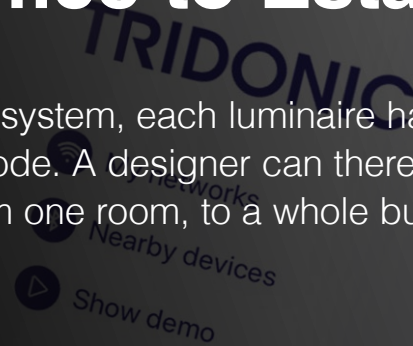 TRIDONIC
system, each luminaire ha
ode. A designer can there
My networks
n one room, to a whole bu
Nearby devices
Show demo